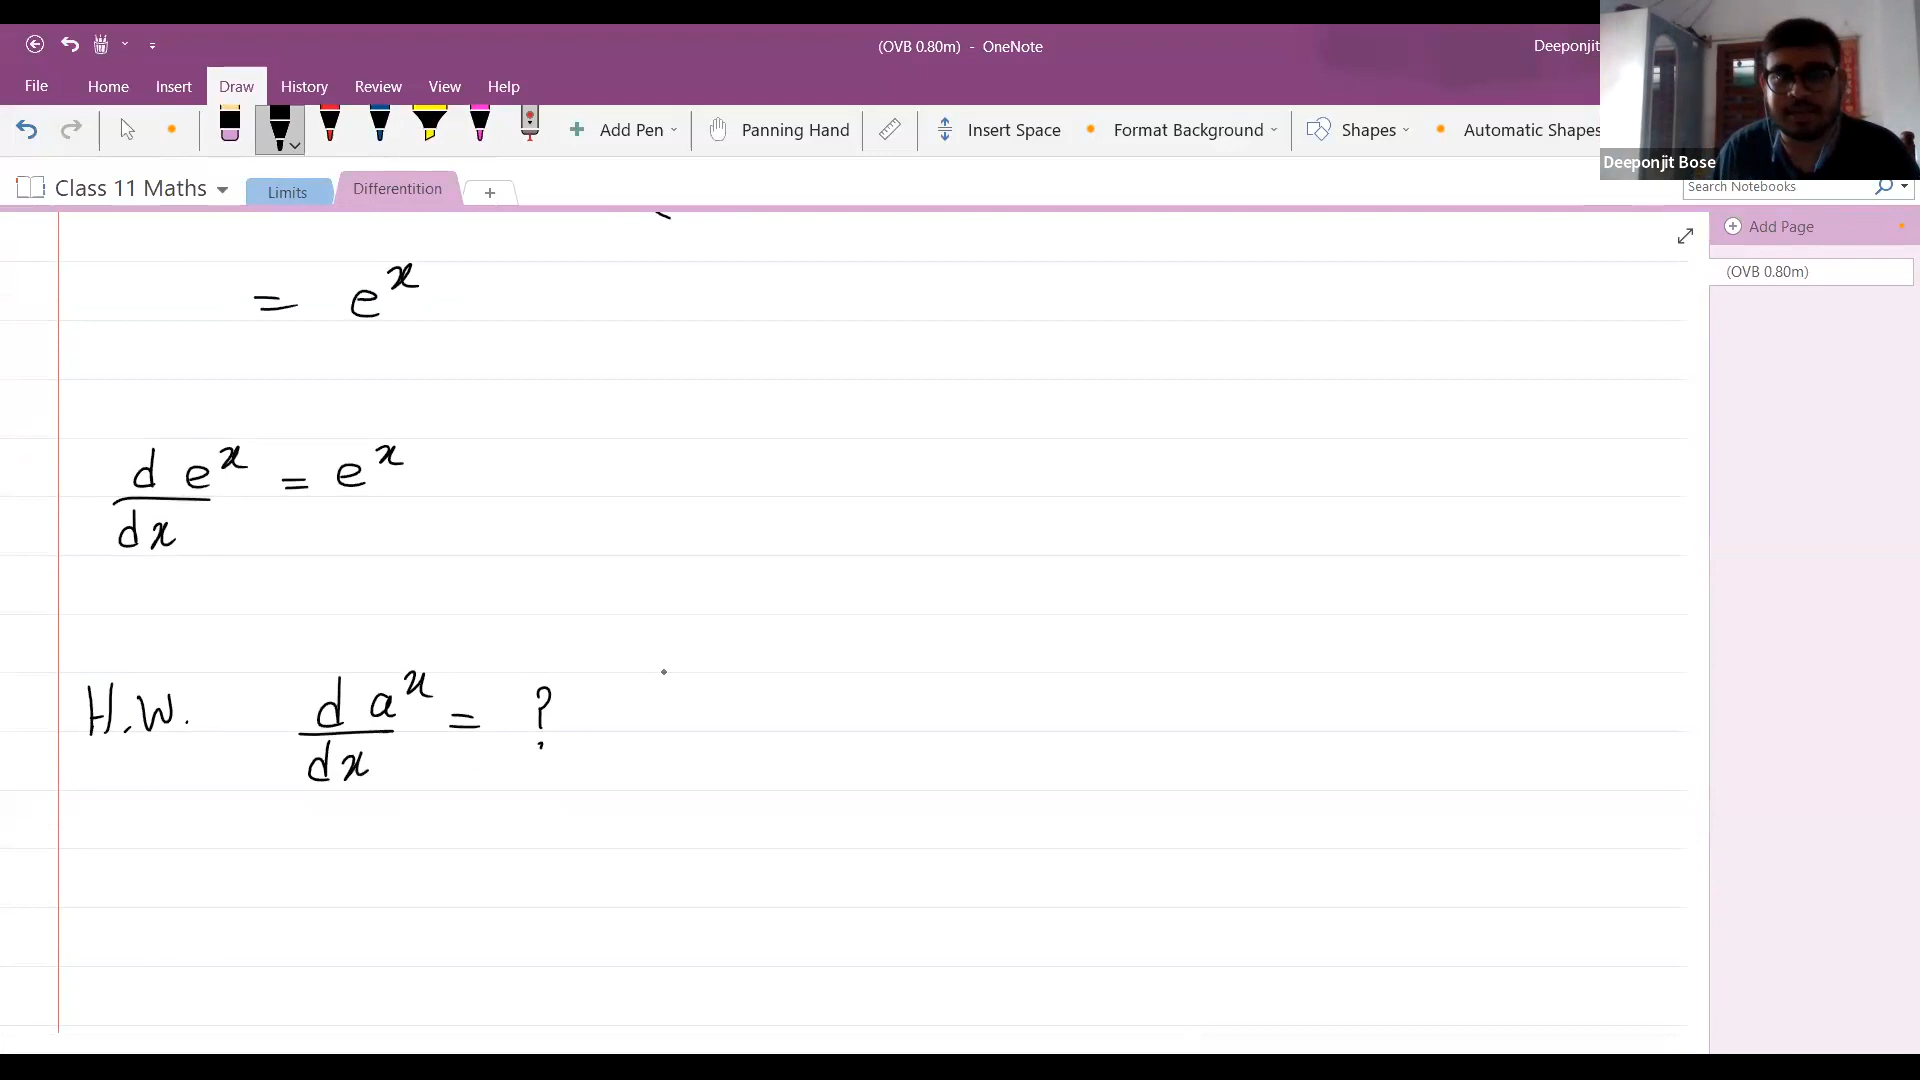 (OVB 0.80m) - OneNote
Deeponjit
File Home Insert Draw History Review View Help
Add Pen Panning Hand Insert Space Format Background Shapes Automatic Shapes
Deeponjit Bose
Class 11 Maths Limits Differentition +
Search Notebooks
Add Page
(OVB 0.80m)
= e^x
d e^x / dx = e^x
H.W. d a^x / dx = ?